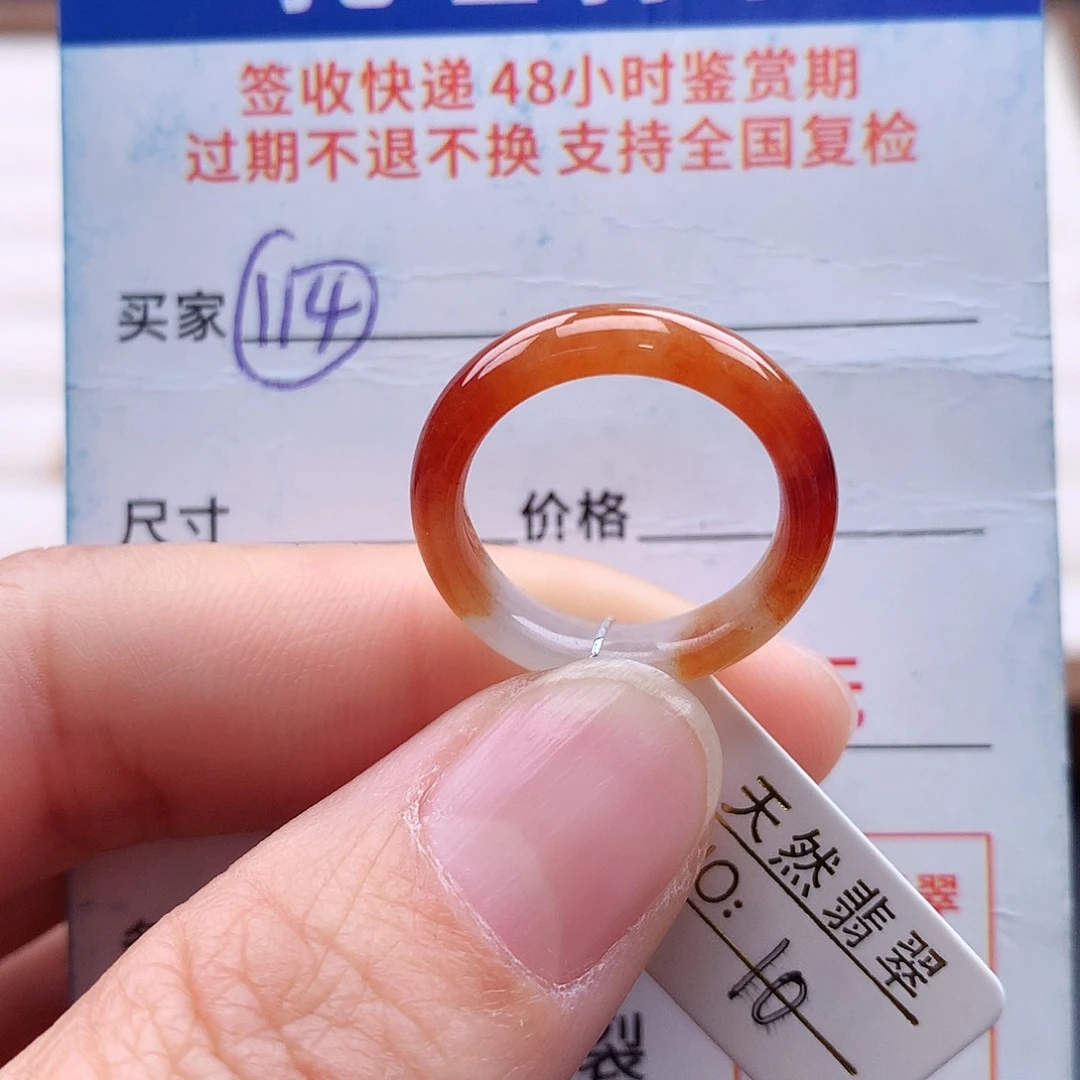 签收快递 48小时鉴赏期
过期不退不换 支持全国复检
买家 114
尺寸 价格
天然翡翠
O: 10
翠
裂